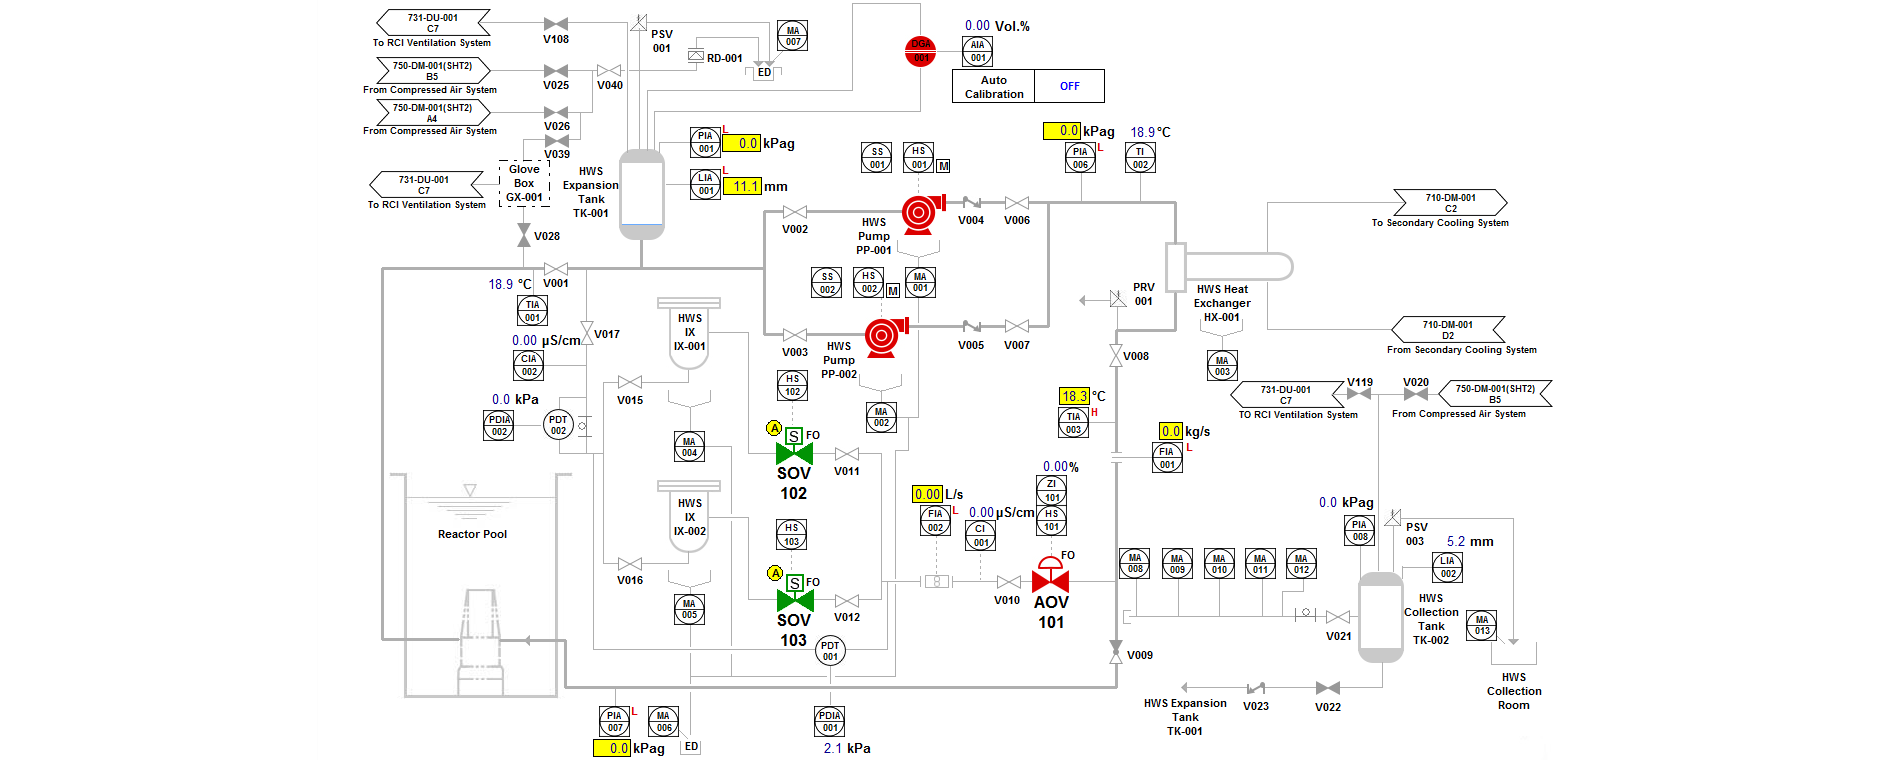 731-DU-001
C7
To RCI Ventilation System
V108
PSV
001
MA
007
RD-001
ED
750-DM-001(SHT2)
B5
From Compressed Air System
V025
V040
750-DM-001(SHT2)
A4
From Compressed Air System
V026
V039
DGA
001
0.00 Vol.%
AIA
001
Auto
Calibration
OFF
PIA
001
L
0.0 kPag
LIA
001
L
11.1 mm
731-DU-001
C7
To RCI Ventilation System
Glove
Box
GX-001
HWS
Expansion
Tank
TK-001
V028
SS
001
HS
001
M
0.0 kPag
PIA
006
L
18.9°C
TI
002
V002
HWS
Pump
PP-001
V004
V006
710-DM-001
C2
To Secondary Cooling System
18.9 °C
TIA
001
V001
SS
002
HS
002
M
MA
001
PRV
001
HWS Heat
Exchanger
HX-001
710-DM-001
D2
From Secondary Cooling System
0.00 µS/cm
CIA
002
V017
HWS
IX
IX-001
V003
HWS
Pump
PP-002
V005
V007
V008
MA
003
0.0 kPa
PDIA
002
PDT
002
V015
HS
102
MA
002
18.3 °C
TIA
003
H
731-DU-001
C7
TO RCI Ventilation System
V119
V020
750-DM-001(SHT2)
B5
From Compressed Air System
MA
004
A
S
FO
SOV
102
V011
0.0 kg/s
FIA
001
L
Reactor Pool
HWS
IX
IX-002
HS
103
0.00 L/s
FIA
002
L
0.00 µS/cm
CI
001
0.00%
ZI
101
HS
101
FO
0.0 kPag
PIA
008
PSV
003
5.2 mm
LIA
002
V016
A
S
FO
SOV
103
V012
V010
AOV
101
MA
008
MA
009
MA
010
MA
011
MA
012
MA
005
V021
HWS
Collection
Tank
TK-002
MA
013
PDT
001
V009
HWS
Collection
Room
PIA
007
L
0.0 kPag
MA
006
ED
PDIA
001
2.1 kPa
HWS Expansion
Tank
TK-001
V023
V022